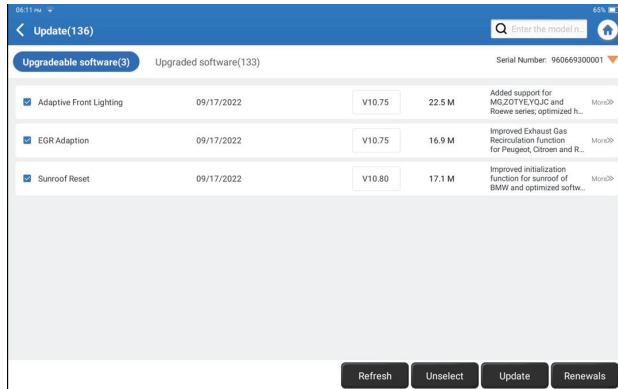 06:11 PM 65%
Update(136) Enter the model n...
Upgradeable software(3) Upgraded software(133) Serial Number: 960669300001
Adaptive Front Lighting 09/17/2022 V10.75 22.5 M Added support for
MG,ZOTYE,YQJC and
Roewe series; optimized h... More
EGR Adaption 09/17/2022 V10.75 16.9 M Improved Exhaust Gas
Recirculation function
for Peugeot, Citroen and R... More
Sunroof Reset 09/17/2022 V10.80 17.1 M Improved initialization
function for sunroof of
BMW and optimized softw... More
Refresh Unselect Update Renewals